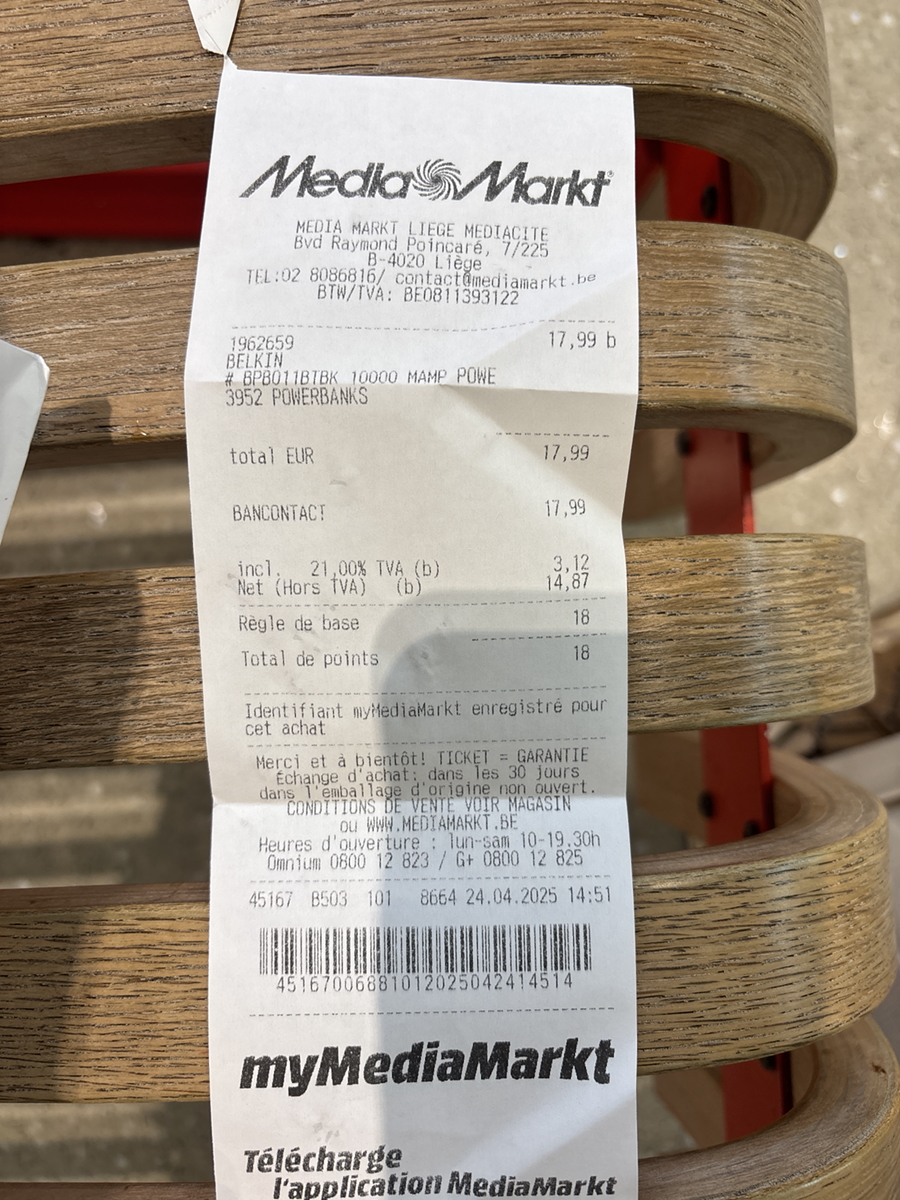 Media Markt
MEDIA MARKT LIEGE MEDIACITE
Bvd Raymond Poincaré, 7/225
B-4020 Liège
TEL:02 8086816/ contact@mediamarkt.be
BTW/TVA: BE0811393122
1962659 17,99 b
BELKIN
# BPB011BTBK 10000 MAMP POWE
3952 POWERBANKS
total EUR 17,99
BANCONTACT 17,99
incl. 21,00% TVA (b) 3,12
Net (Hors TVA) (b) 14,87
Règle de base 18
Total de points 18
Identifiant myMediaMarkt enregistré pour
cet achat
Merci et à bientôt! TICKET = GARANTIE
Échange d'achat: dans les 30 jours
dans l'emballage d'origine non ouvert.
CONDITIONS DE VENTE VOIR MAGASIN
ou WWW.MEDIAMARKT.BE
Heures d'ouverture : lun-sam 10-19.30h
Omnium 0800 12 823 / G+ 0800 12 825
45167 B503 101 8664 24.04.2025 14:51
45167006881012025042414514
myMediaMarkt
Télécharge
l'application MediaMarkt